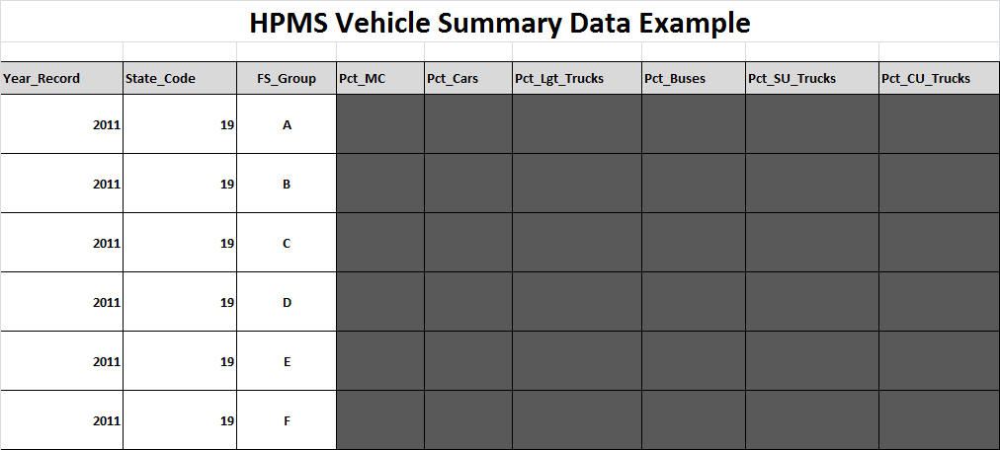 HPMS Vehicle Summary Data Example
Year_Record State_Code FS_Group Pct_MC Pct_Cars Pct_Lgt_Trucks Pct_Buses Pct_SU_Trucks Pct_CU_Trucks
2011 19 A
2011 19 B
2011 19 C
2011 19 D
2011 19 E
2011 19 F